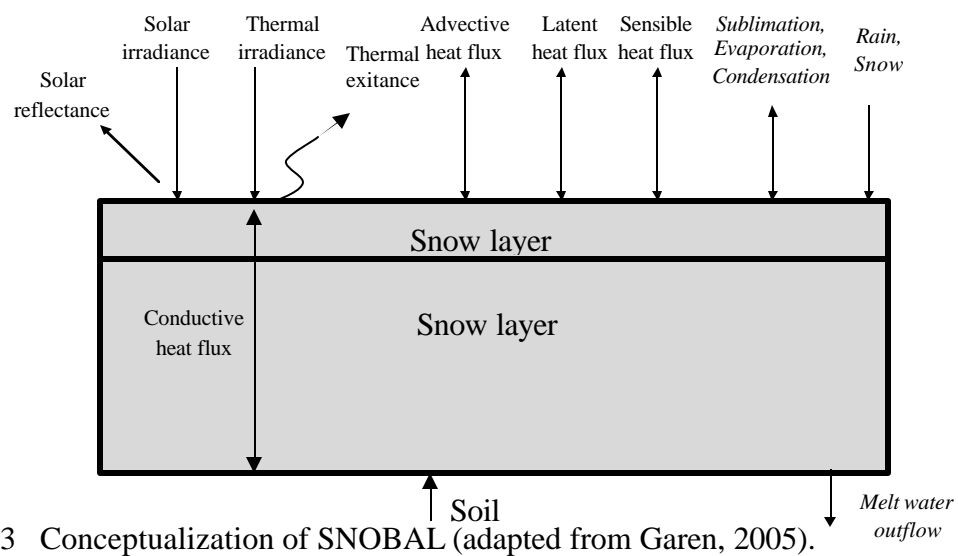 Solar
irradiance
Thermal
irradiance
Thermal
exitance
Advective
heat flux
Latent
heat flux
Sensible
heat flux
Sublimation,
Evaporation,
Condensation
Rain,
Snow
Solar
reflectance
Snow layer
Conductive
heat flux
Snow layer
Soil
Melt water
outflow
3 Conceptualization of SNOBAL (adapted from Garen, 2005).